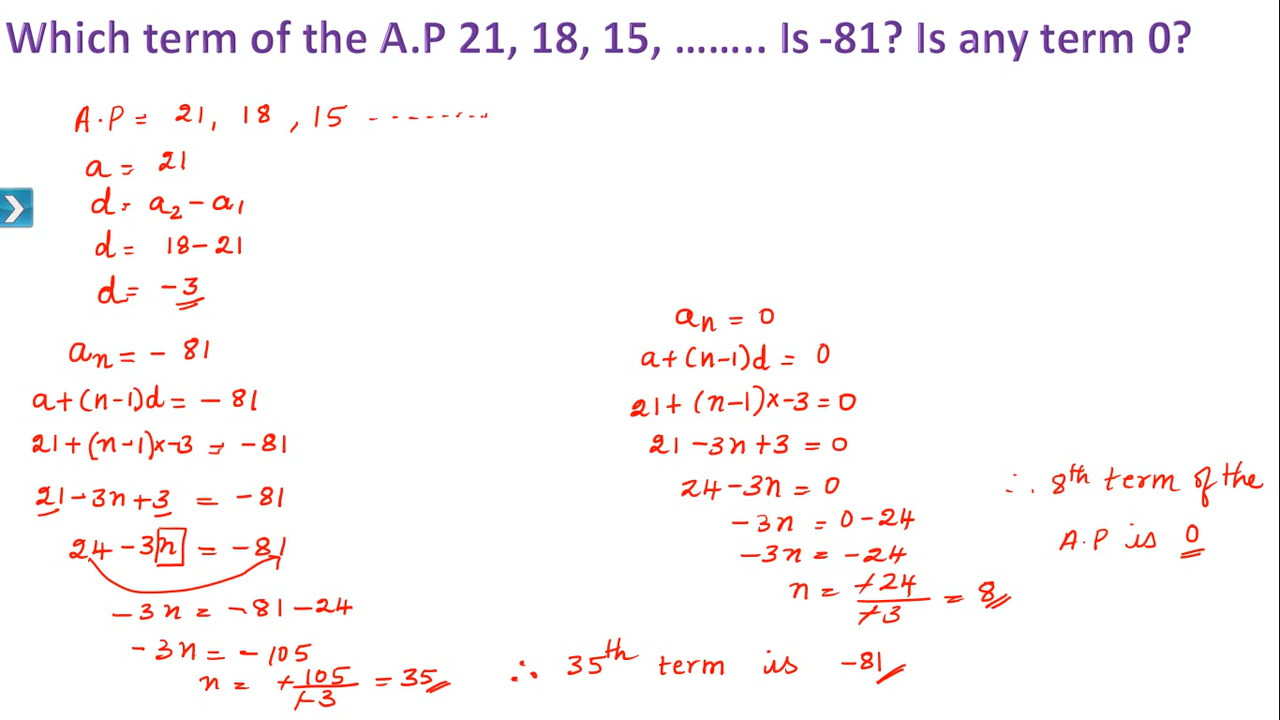 Which term of the A.P 21, 18, 15, …….. Is -81? Is any term 0?
A.P = 21, 18 , 15 --------
a = 21
d = a₂ - a₁
d = 18-21
d = -3
aₙ = - 81
a+(n-1)d = - 81
21+(n-1)x-3 = -81
21-3n+3 = -81
24-3n = -81
-3n = -81-24
-3n = -105
n = -105/-3 = 35
∴ 35th term is -81
aₙ = 0
a+(n-1)d = 0
21+(n-1)x-3=0
21-3n+3 = 0
24-3n = 0
-3n = 0-24
-3n = -24
n = -24/-3 = 8
∴ 8th term of the
A.P is 0